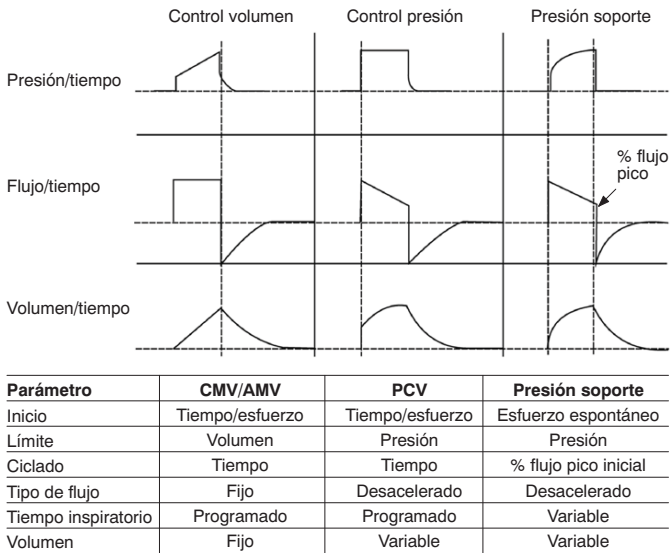 Control volumen Control presión Presión soporte
Presión/tiempo
% flujo
pico
Flujo/tiempo
Volumen/tiempo
Parámetro CMV/AMV PCV Presión soporte
Inicio Tiempo/esfuerzo Tiempo/esfuerzo Esfuerzo espontáneo
Límite Volumen Presión Presión
Ciclado Tiempo Tiempo % flujo pico inicial
Tipo de flujo Fijo Desacelerado Desacelerado
Tiempo inspiratorio Programado Programado Variable
Volumen Fijo Variable Variable